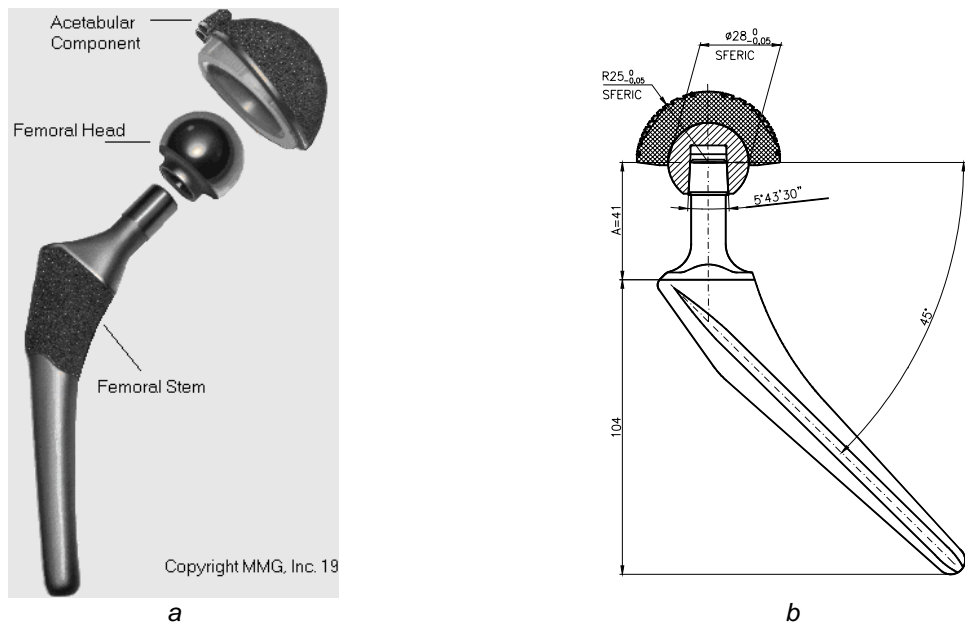 Acetabular
Component
Femoral Head
Femoral Stem
Copyright MMG, Inc. 19
a
ø28 0 -0.05
SFERIC
R25 0 -0.05
SFERIC
5°43'30"
A=41
45°
104
b